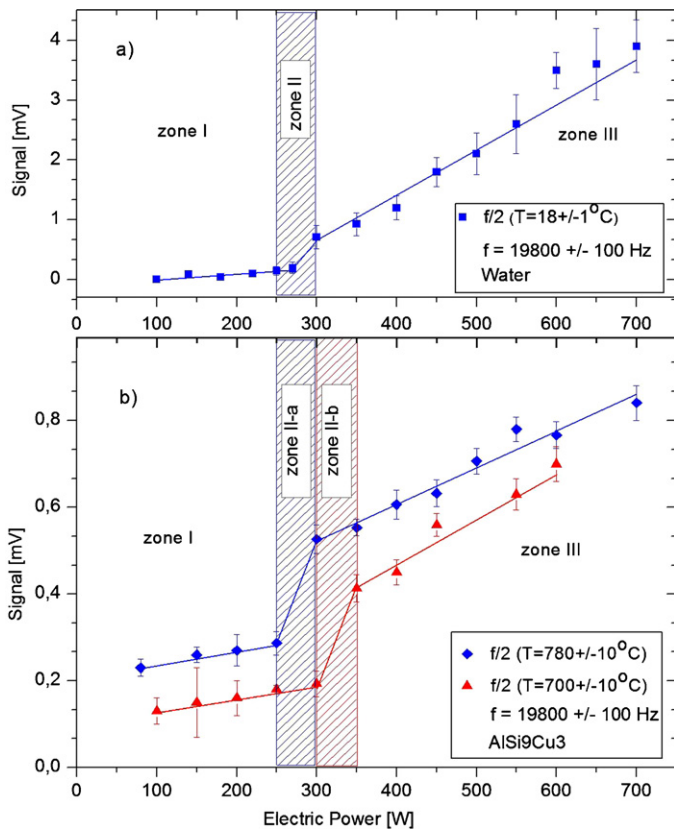 a)
4
3
2
1
0
Signal [mV]
zone I
zone II
zone III
f/2 (T=18+/-1°C)
f = 19800 +/- 100 Hz
Water
0 100 200 300 400 500 600 700
b)
0,8
0,6
0,4
0,2
0,0
Signal [mV]
zone I
zone II-a
zone II-b
zone III
f/2 (T=780+/-10°C)
f/2 (T=700+/-10°C)
f = 19800 +/- 100 Hz
AlSi9Cu3
0 100 200 300 400 500 600 700
Electric Power [W]